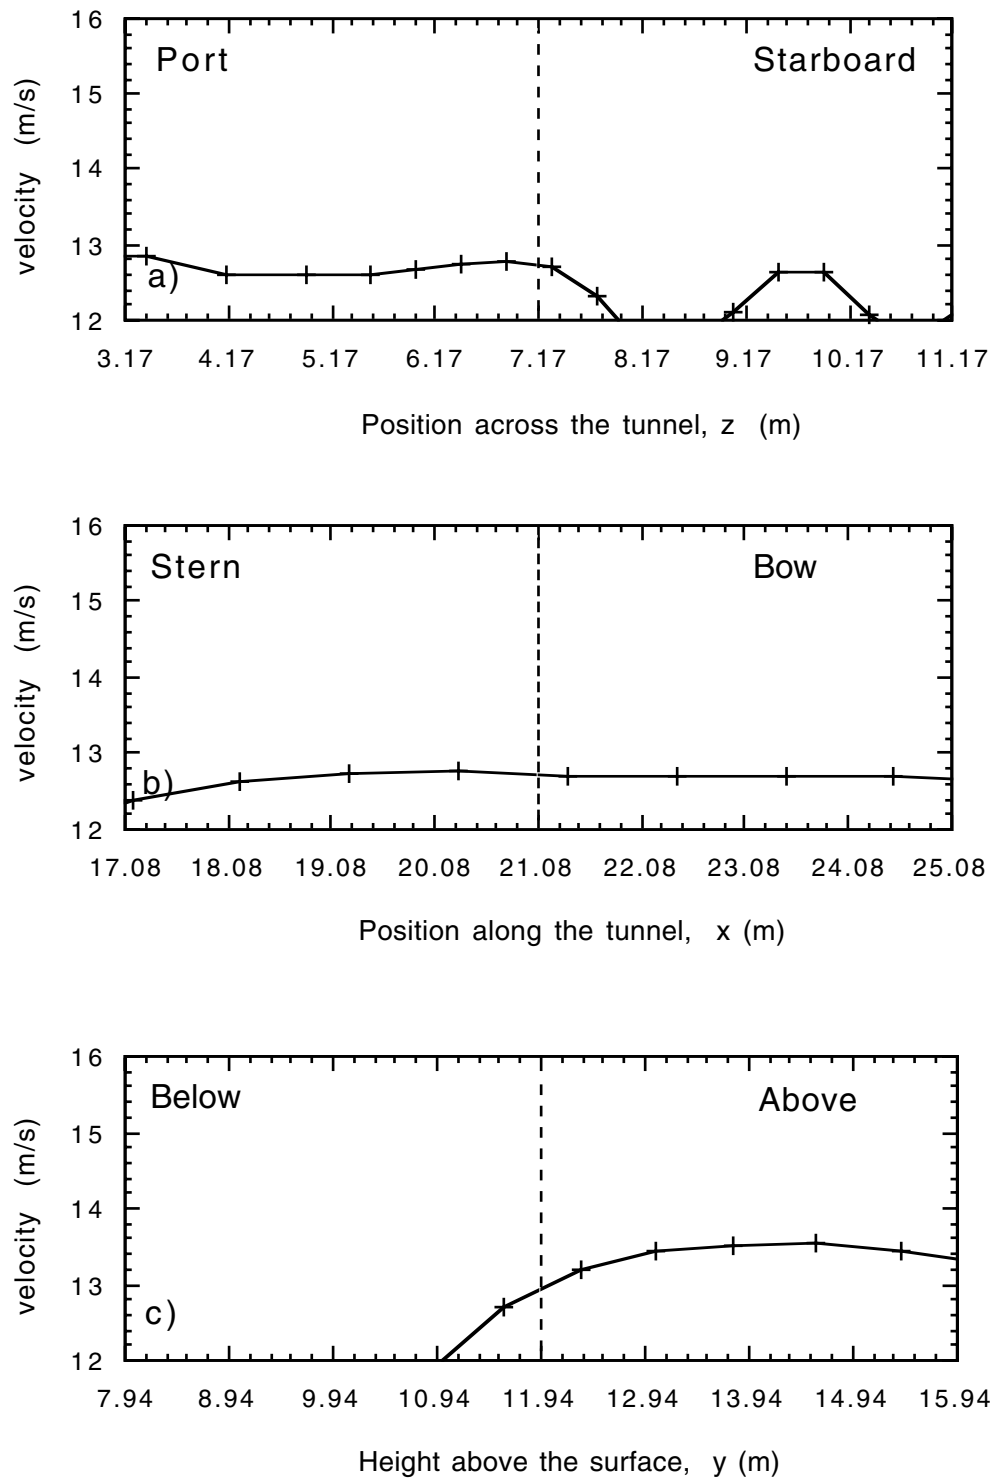 16
Port Starboard
15
14
13
a)
12
3.17 4.17 5.17 6.17 7.17 8.17 9.17 10.17 11.17
velocity (m/s)
Position across the tunnel, z (m)
16
Stern Bow
15
14
13
b)
12
17.08 18.08 19.08 20.08 21.08 22.08 23.08 24.08 25.08
velocity (m/s)
Position along the tunnel, x (m)
16
Below Above
15
14
13
c)
12
7.94 8.94 9.94 10.94 11.94 12.94 13.94 14.94 15.94
velocity (m/s)
Height above the surface, y (m)